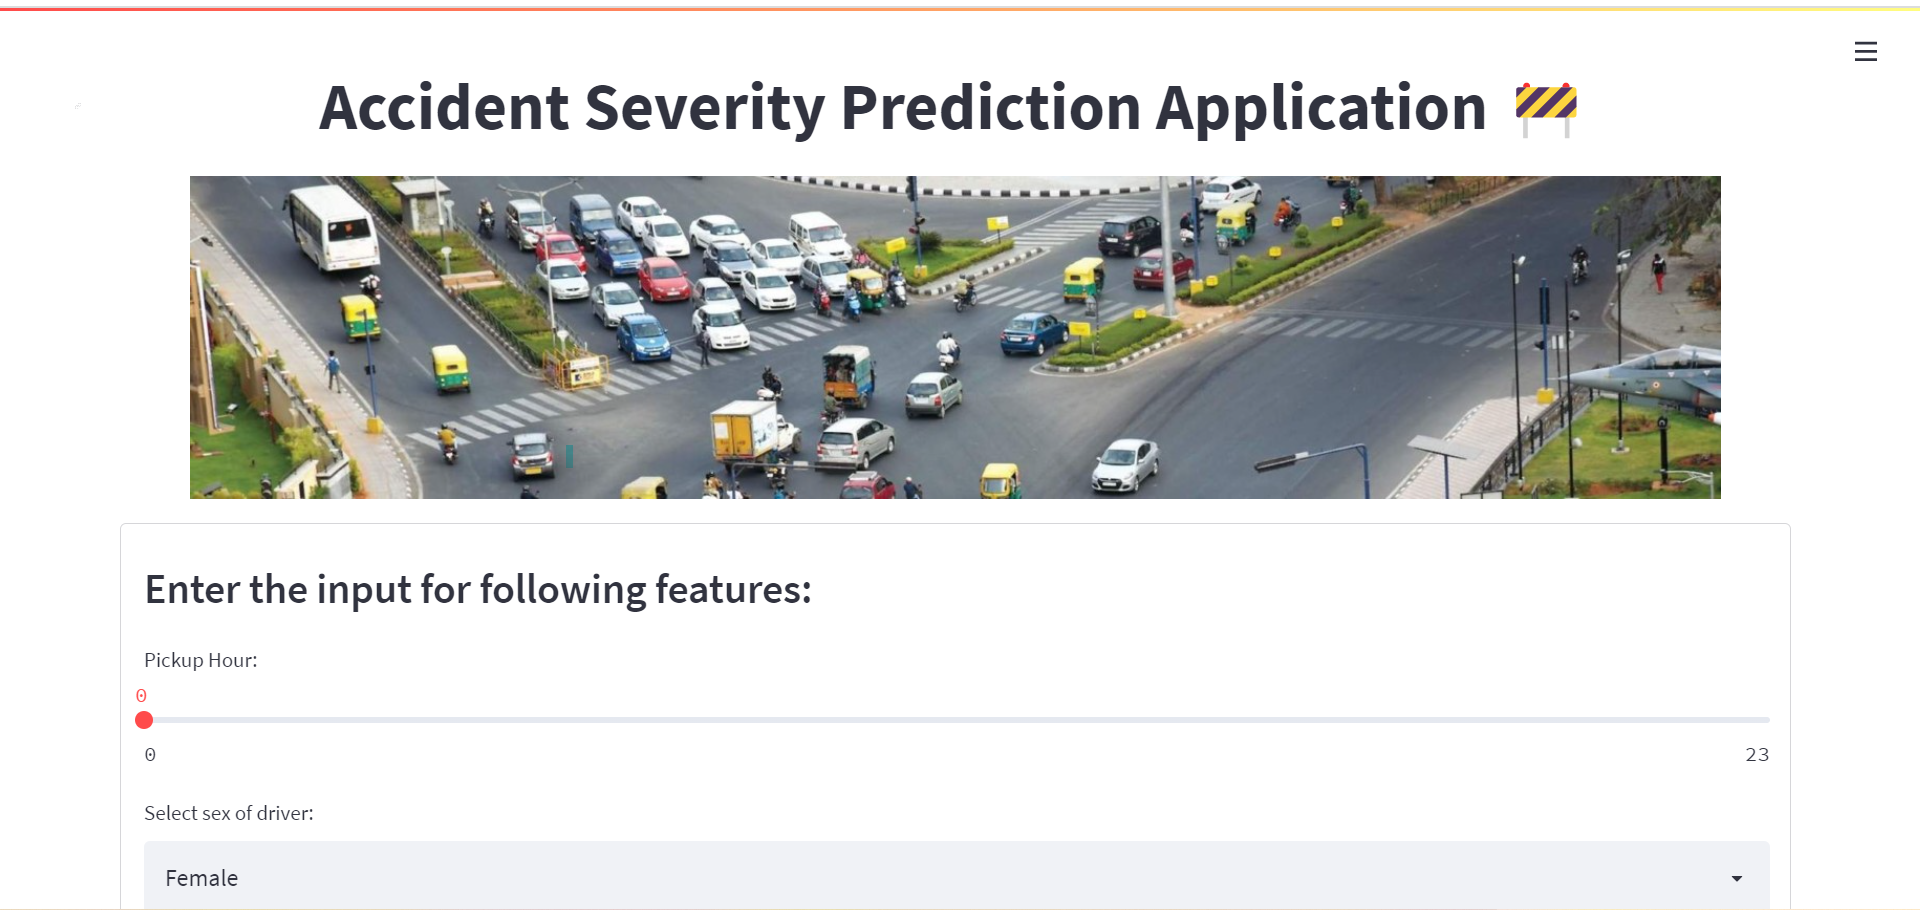 Accident Severity Prediction Application
Enter the input for following features:
Pickup Hour:
0
0 23
Select sex of driver:
Female